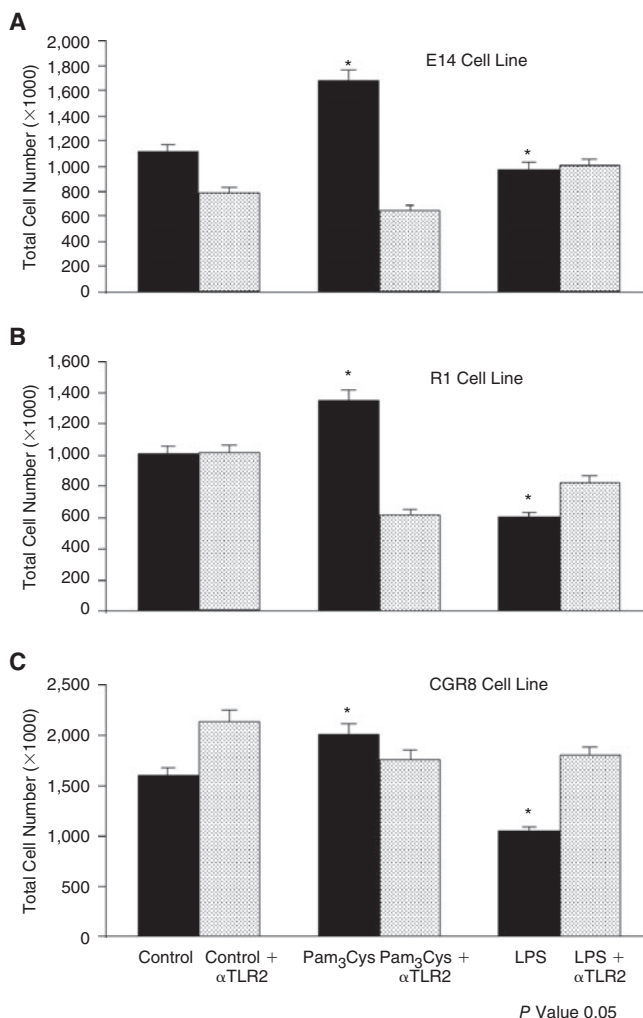 A
E14 Cell Line
Total Cell Number (×1000)
2,000
1,800
1,600
1,400
1,200
1,000
800
600
400
200
0
*
*
B
R1 Cell Line
Total Cell Number (×1000)
1,600
1,400
1,200
1,000
800
600
400
200
0
*
*
C
CGR8 Cell Line
Total Cell Number (×1000)
2,500
2,000
1,500
1,000
500
0
*
*
Control Control + Pam₃Cys Pam₃Cys + LPS LPS +
αTLR2 αTLR2 αTLR2
P Value 0.05